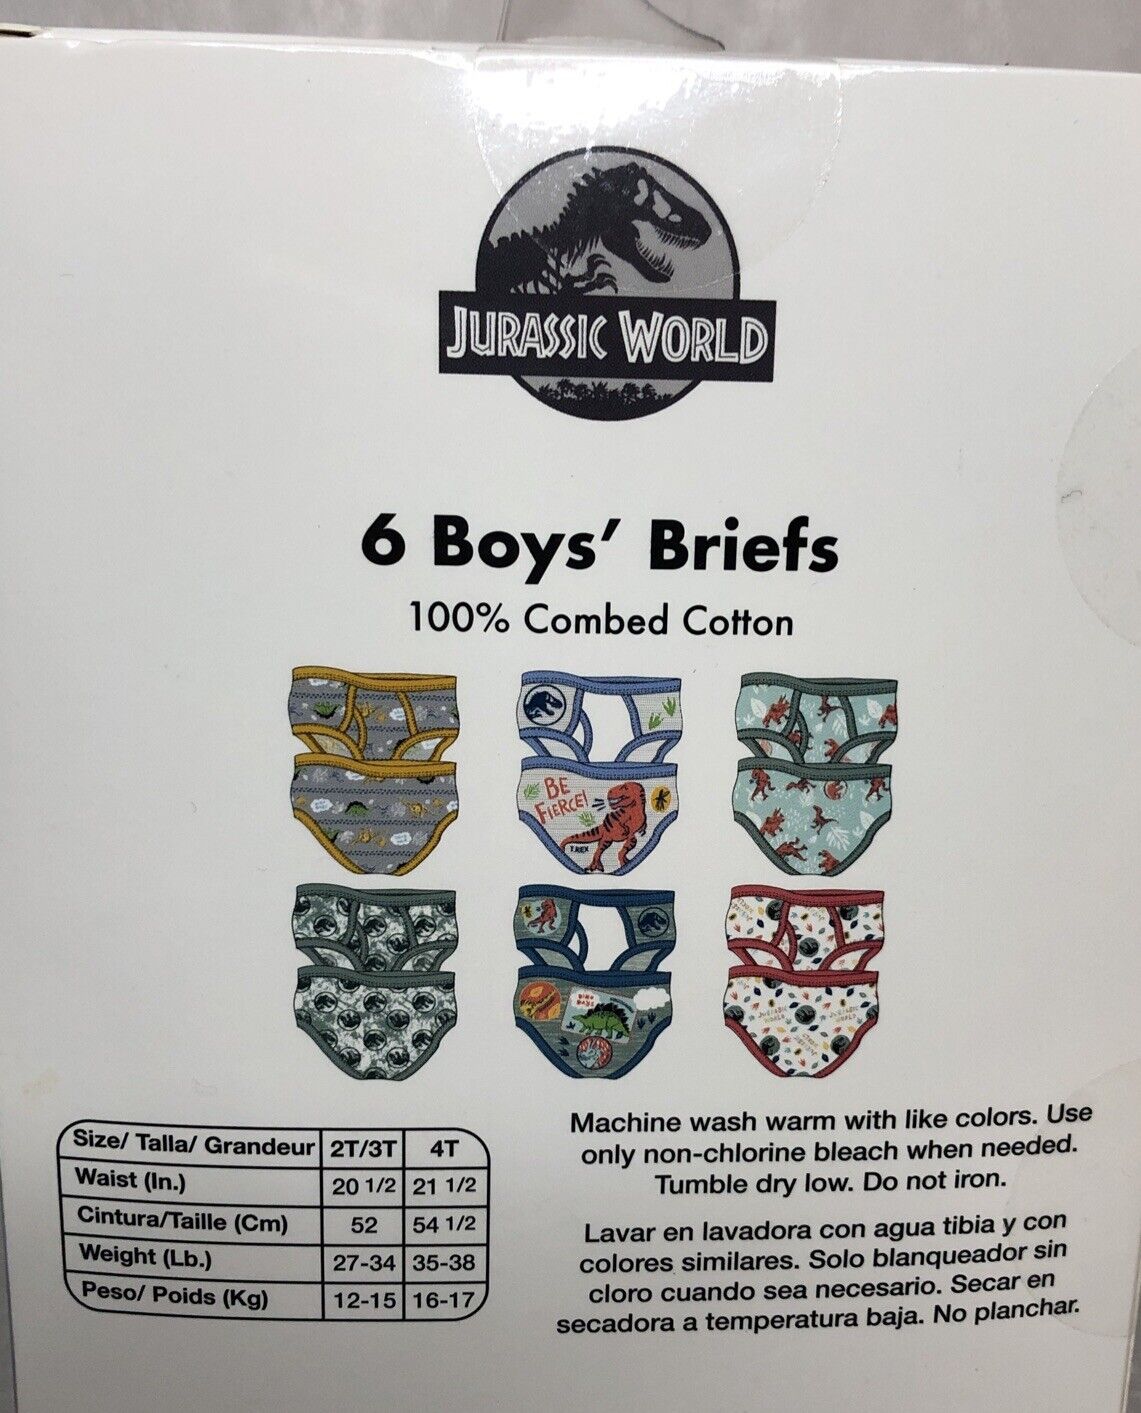 JURASSIC WORLD
6 Boys' Briefs
100% Combed Cotton
BE
FIERCE!
T.REX
DINO
DAYS
JURASSIC
WORLD
Size/ Talla/ Grandeur 2T/3T 4T
Waist (In.) 20 1/2 21 1/2
Cintura/Taille (Cm) 52 54 1/2
Weight (Lb.) 27-34 35-38
Peso/ Poids (Kg) 12-15 16-17
Machine wash warm with like colors. Use
only non-chlorine bleach when needed.
Tumble dry low. Do not iron.
Lavar en lavadora con agua tibia y con
colores similares. Solo blanqueador sin
cloro cuando sea necesario. Secar en
secadora a temperatura baja. No planchar.